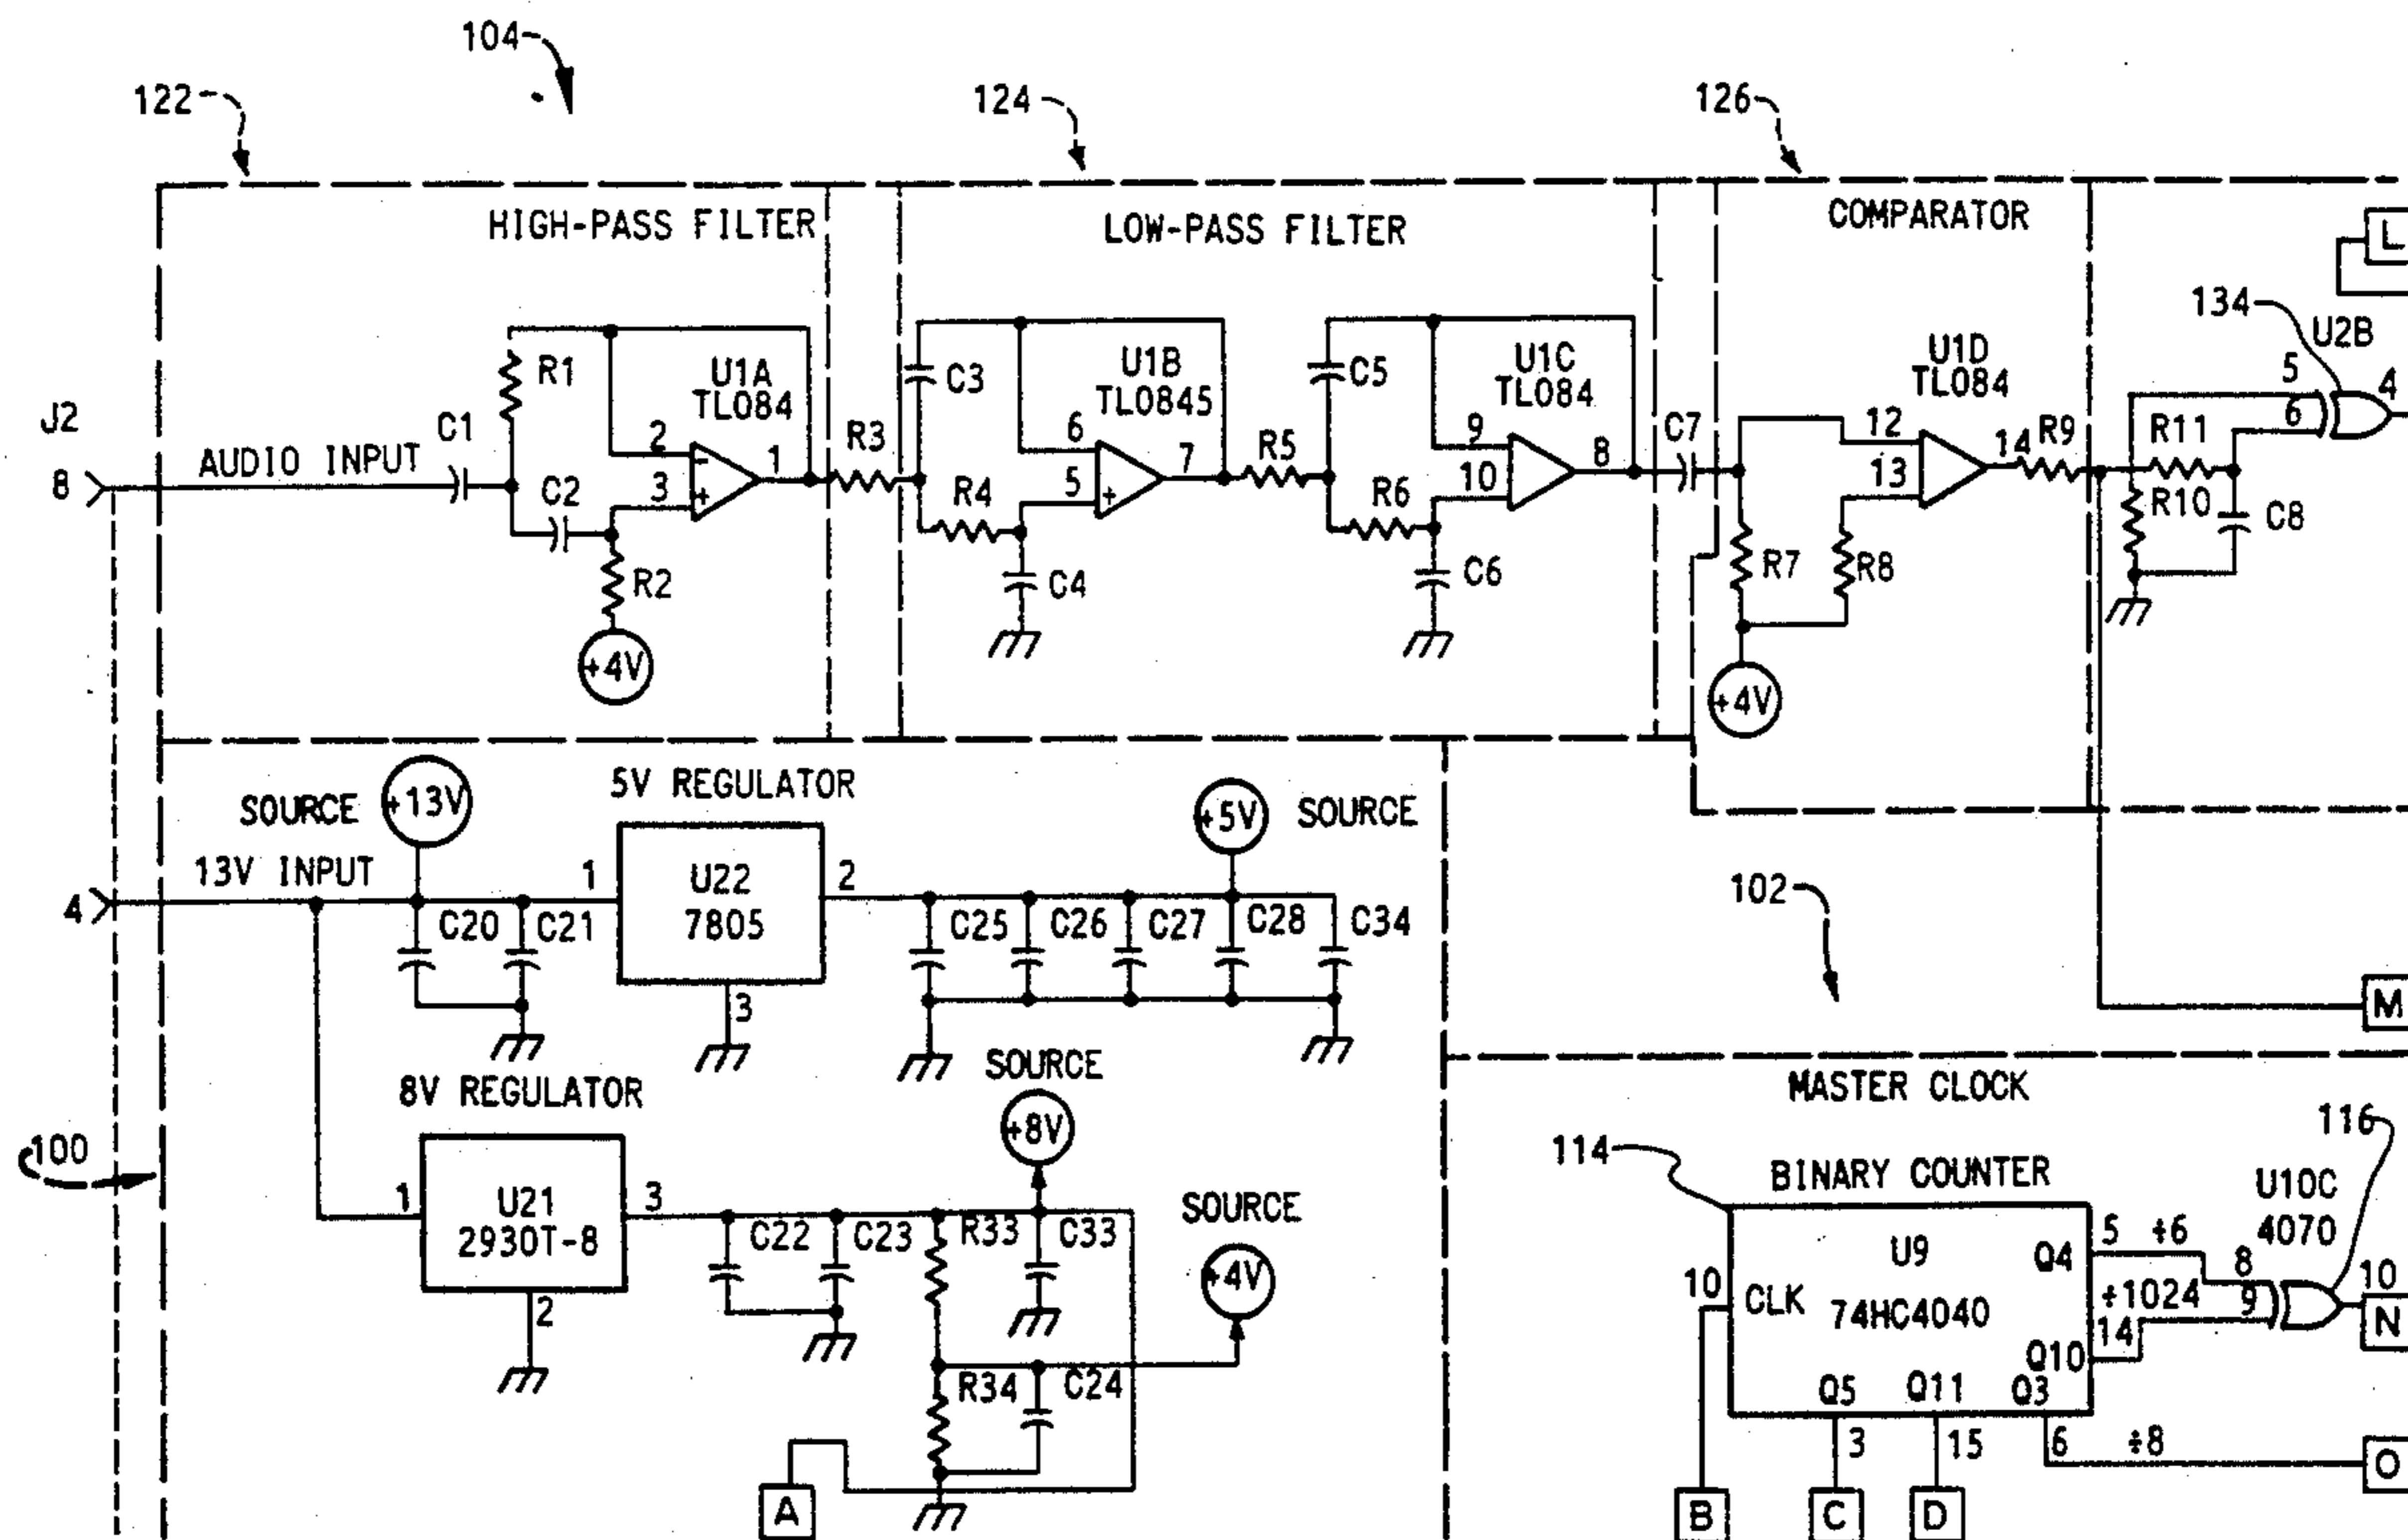 104
122
124
126
HIGH-PASS FILTER
LOW-PASS FILTER
COMPARATOR
L
134
U2B
J2
8
AUDIO INPUT
C1
R1
C2
2
3
-
+
U1A
TL084
1
R2
+4V
R3
C3
R4
6
5
+
U1B
TL0845
7
C4
R5
C5
R6
9
10
U1C
TL084
8
C6
C7
12
13
U1D
TL084
14
R9
R7
R8
+4V
R11
R10
C8
5
6
4
5V REGULATOR
SOURCE
+13V
13V INPUT
4
C20
C21
1
U22
7805
2
3
C25
C26
C27
C28
C34
+5V
SOURCE
102
M
8V REGULATOR
SOURCE
+8V
100
1
U21
2930T-8
3
2
C22
C23
R33
C33
SOURCE
+4V
R34
C24
A
MASTER CLOCK
114
116
BINARY COUNTER
U10C
4070
10
CLK
U9
74HC4040
Q4
Q10
Q5
Q11
Q3
5
÷6
8
÷1024
9
14
10
N
3
15
6
÷8
O
B
C
D